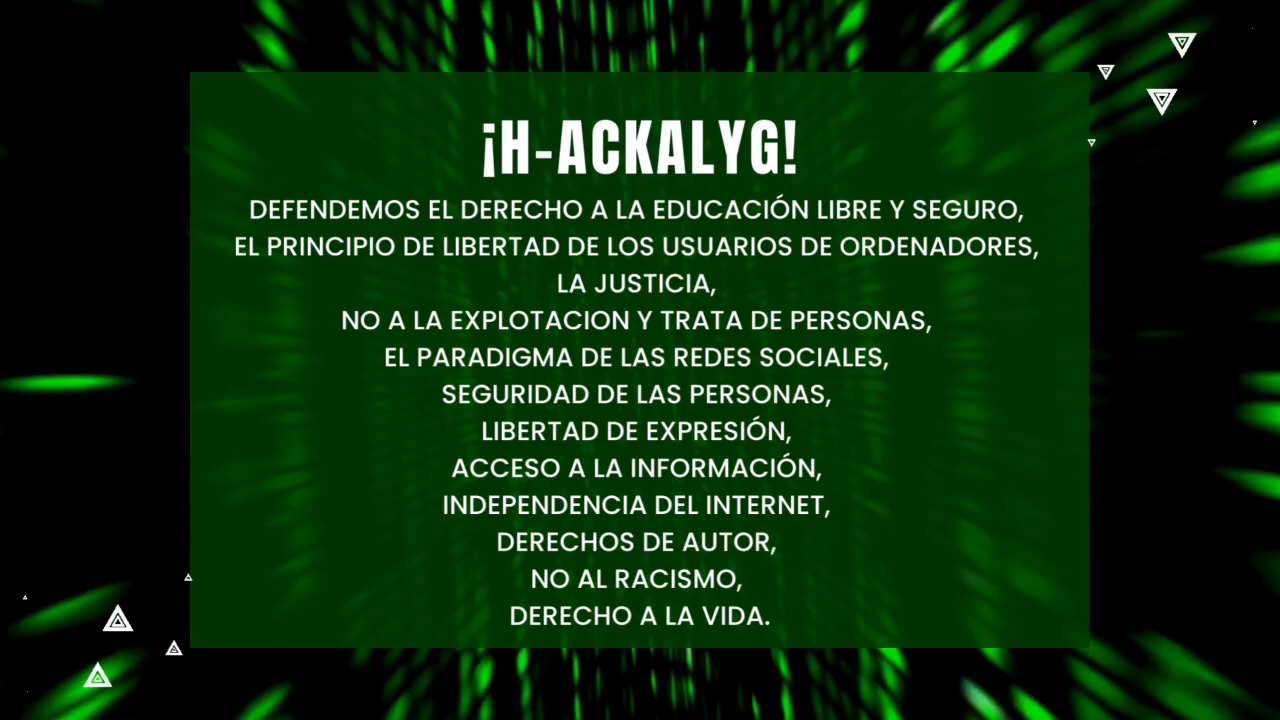 ¡H-ACKALYG!
DEFENDEMOS EL DERECHO A LA EDUCACIÓN LIBRE Y SEGURO,
EL PRINCIPIO DE LIBERTAD DE LOS USUARIOS DE ORDENADORES,
LA JUSTICIA,
NO A LA EXPLOTACION Y TRATA DE PERSONAS,
EL PARADIGMA DE LAS REDES SOCIALES,
SEGURIDAD DE LAS PERSONAS,
LIBERTAD DE EXPRESIÓN,
ACCESO A LA INFORMACIÓN,
INDEPENDENCIA DEL INTERNET,
DERECHOS DE AUTOR,
NO AL RACISMO,
DERECHO A LA VIDA.